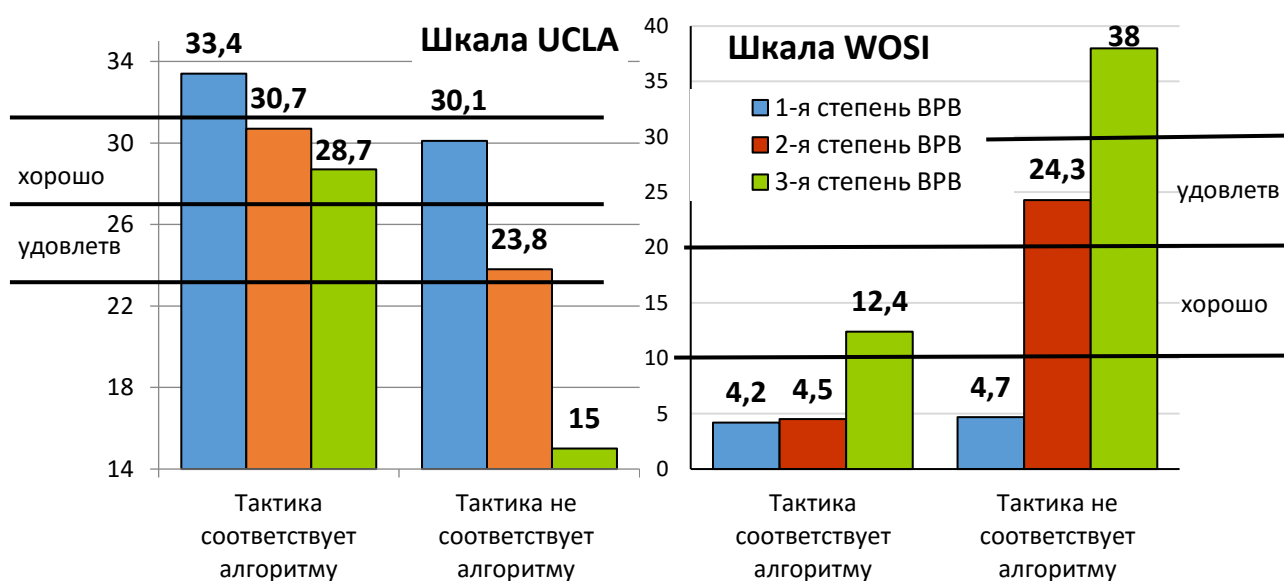 Шкала UCLA
34
30
26
22
18
14
хорошо
удовлетв
33,4
30,7
28,7
30,1
23,8
15
Тактика
соответствует
алгоритму
Тактика не
соответствует
алгоритму
Шкала WOSI
40
35
30
25
20
15
10
5
0
1-я степень ВРВ
2-я степень ВРВ
3-я степень ВРВ
4,2
4,5
12,4
4,7
24,3
38
удовлетв
хорошо
Тактика
соответствует
алгоритму
Тактика не
соответствует
алгоритму